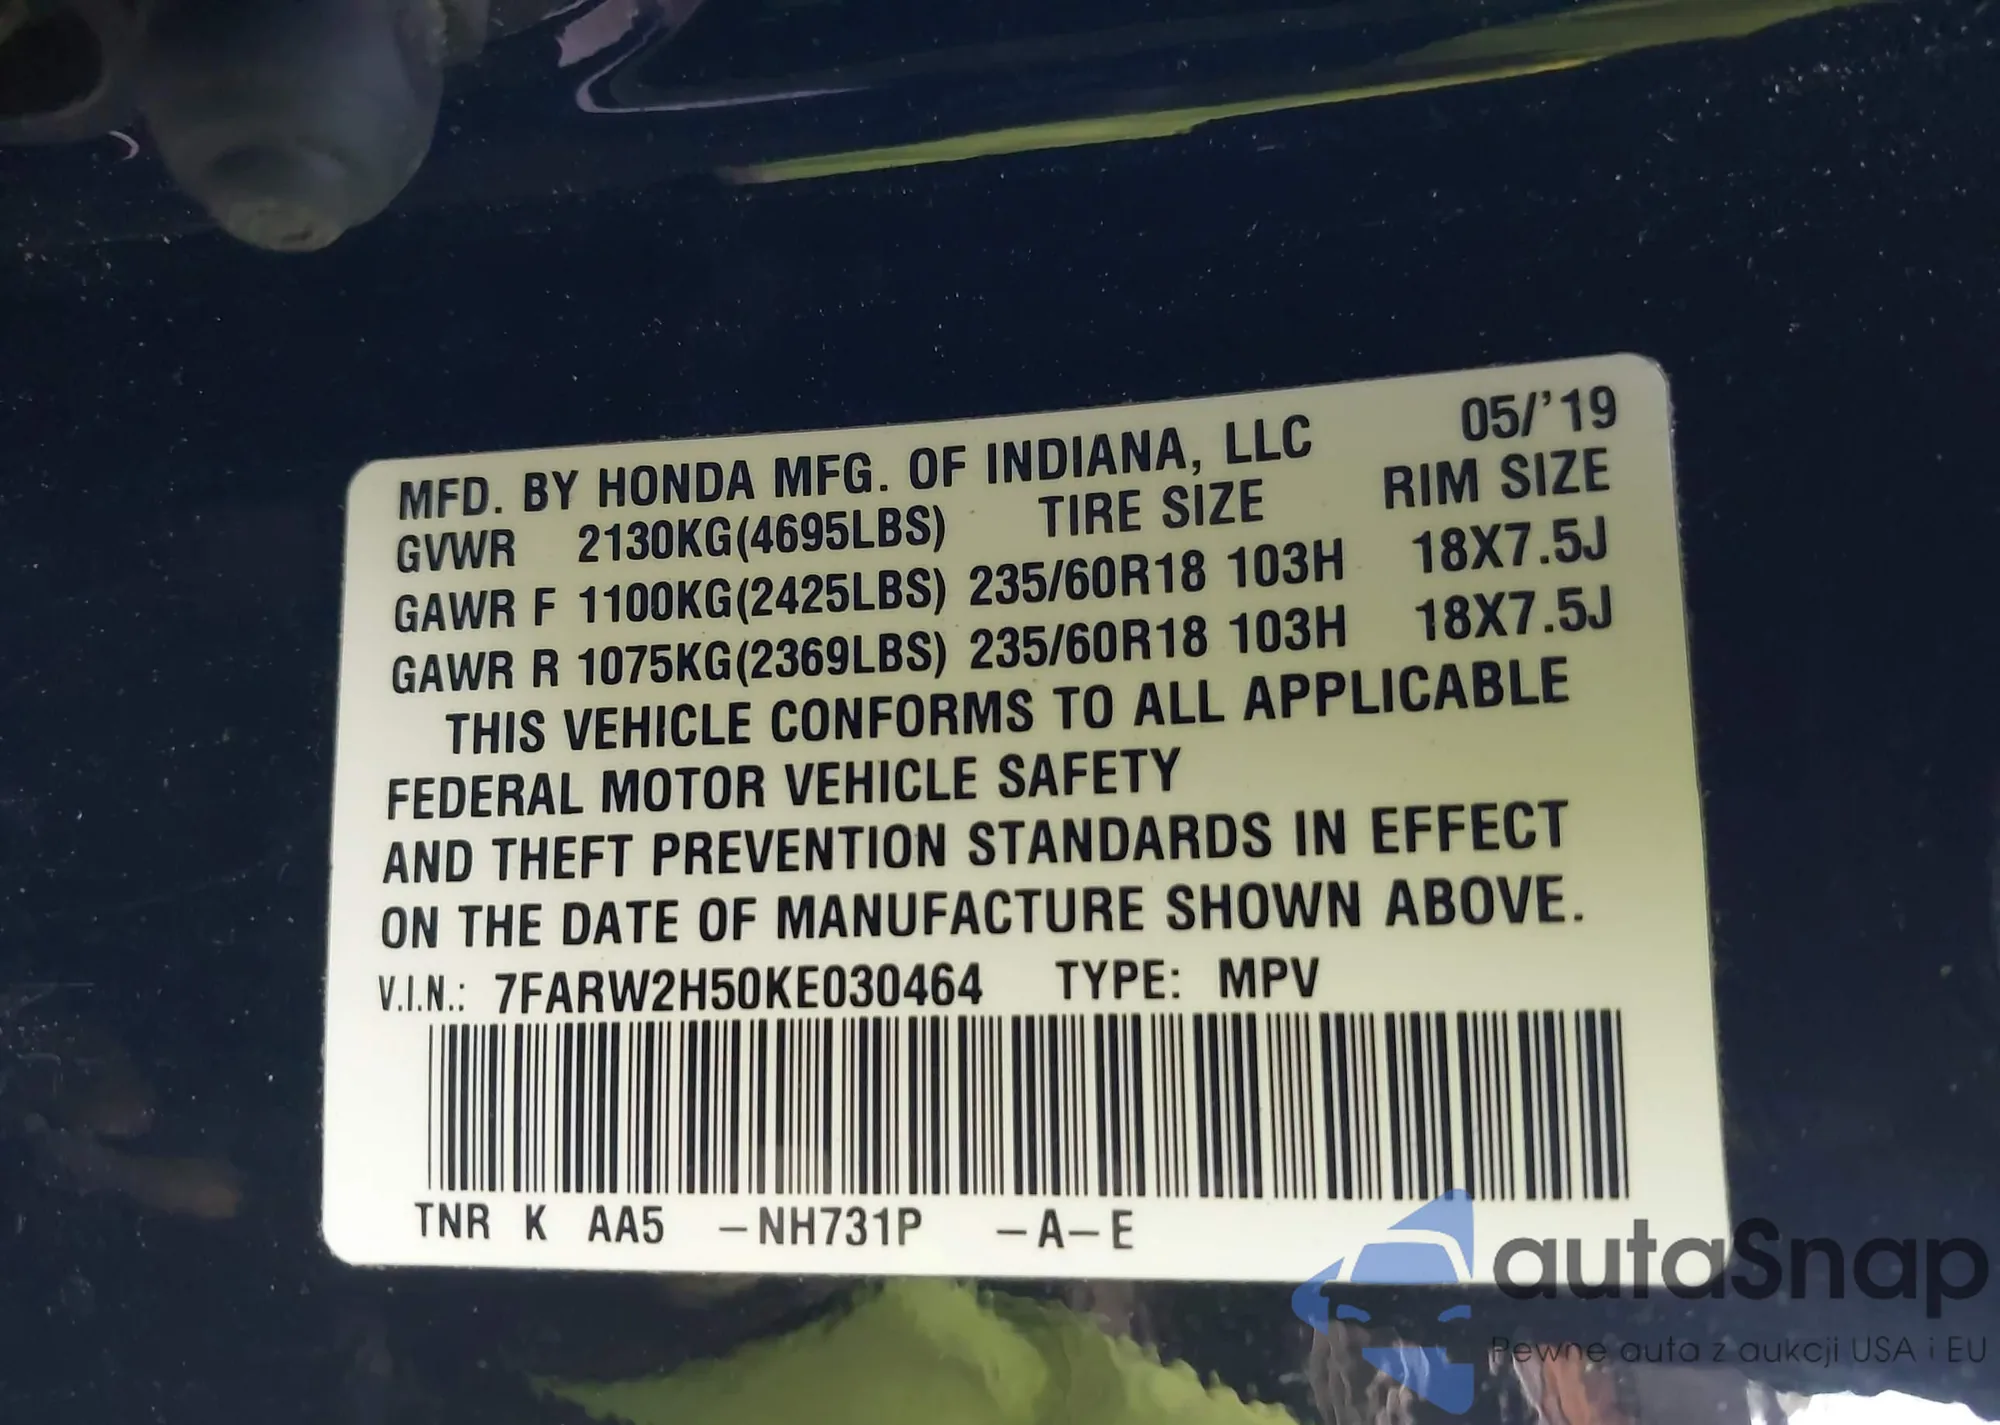 MFD. BY HONDA MFG. OF INDIANA, LLC 05/'19
GVWR 2130KG(4695LBS) TIRE SIZE RIM SIZE
GAWR F 1100KG(2425LBS) 235/60R18 103H 18X7.5J
GAWR R 1075KG(2369LBS) 235/60R18 103H 18X7.5J
THIS VEHICLE CONFORMS TO ALL APPLICABLE
FEDERAL MOTOR VEHICLE SAFETY
AND THEFT PREVENTION STANDARDS IN EFFECT
ON THE DATE OF MANUFACTURE SHOWN ABOVE.
V.I.N.: 7FARW2H50KE030464 TYPE: MPV
TNR K AA5 -NH731P -A-E
autaSnap
Pewne auta z aukcji USA i EU